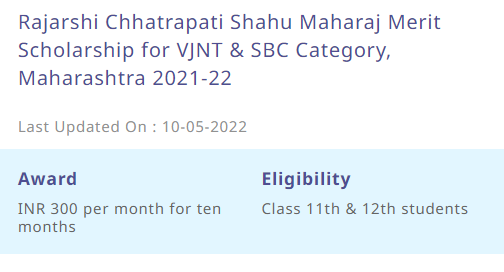 Rajarshi Chhatrapati Shahu Maharaj Merit
Scholarship for VJNT & SBC Category,
Maharashtra 2021-22
Last Updated On : 10-05-2022
Award
INR 300 per month for ten
months
Eligibility
Class 11th & 12th students